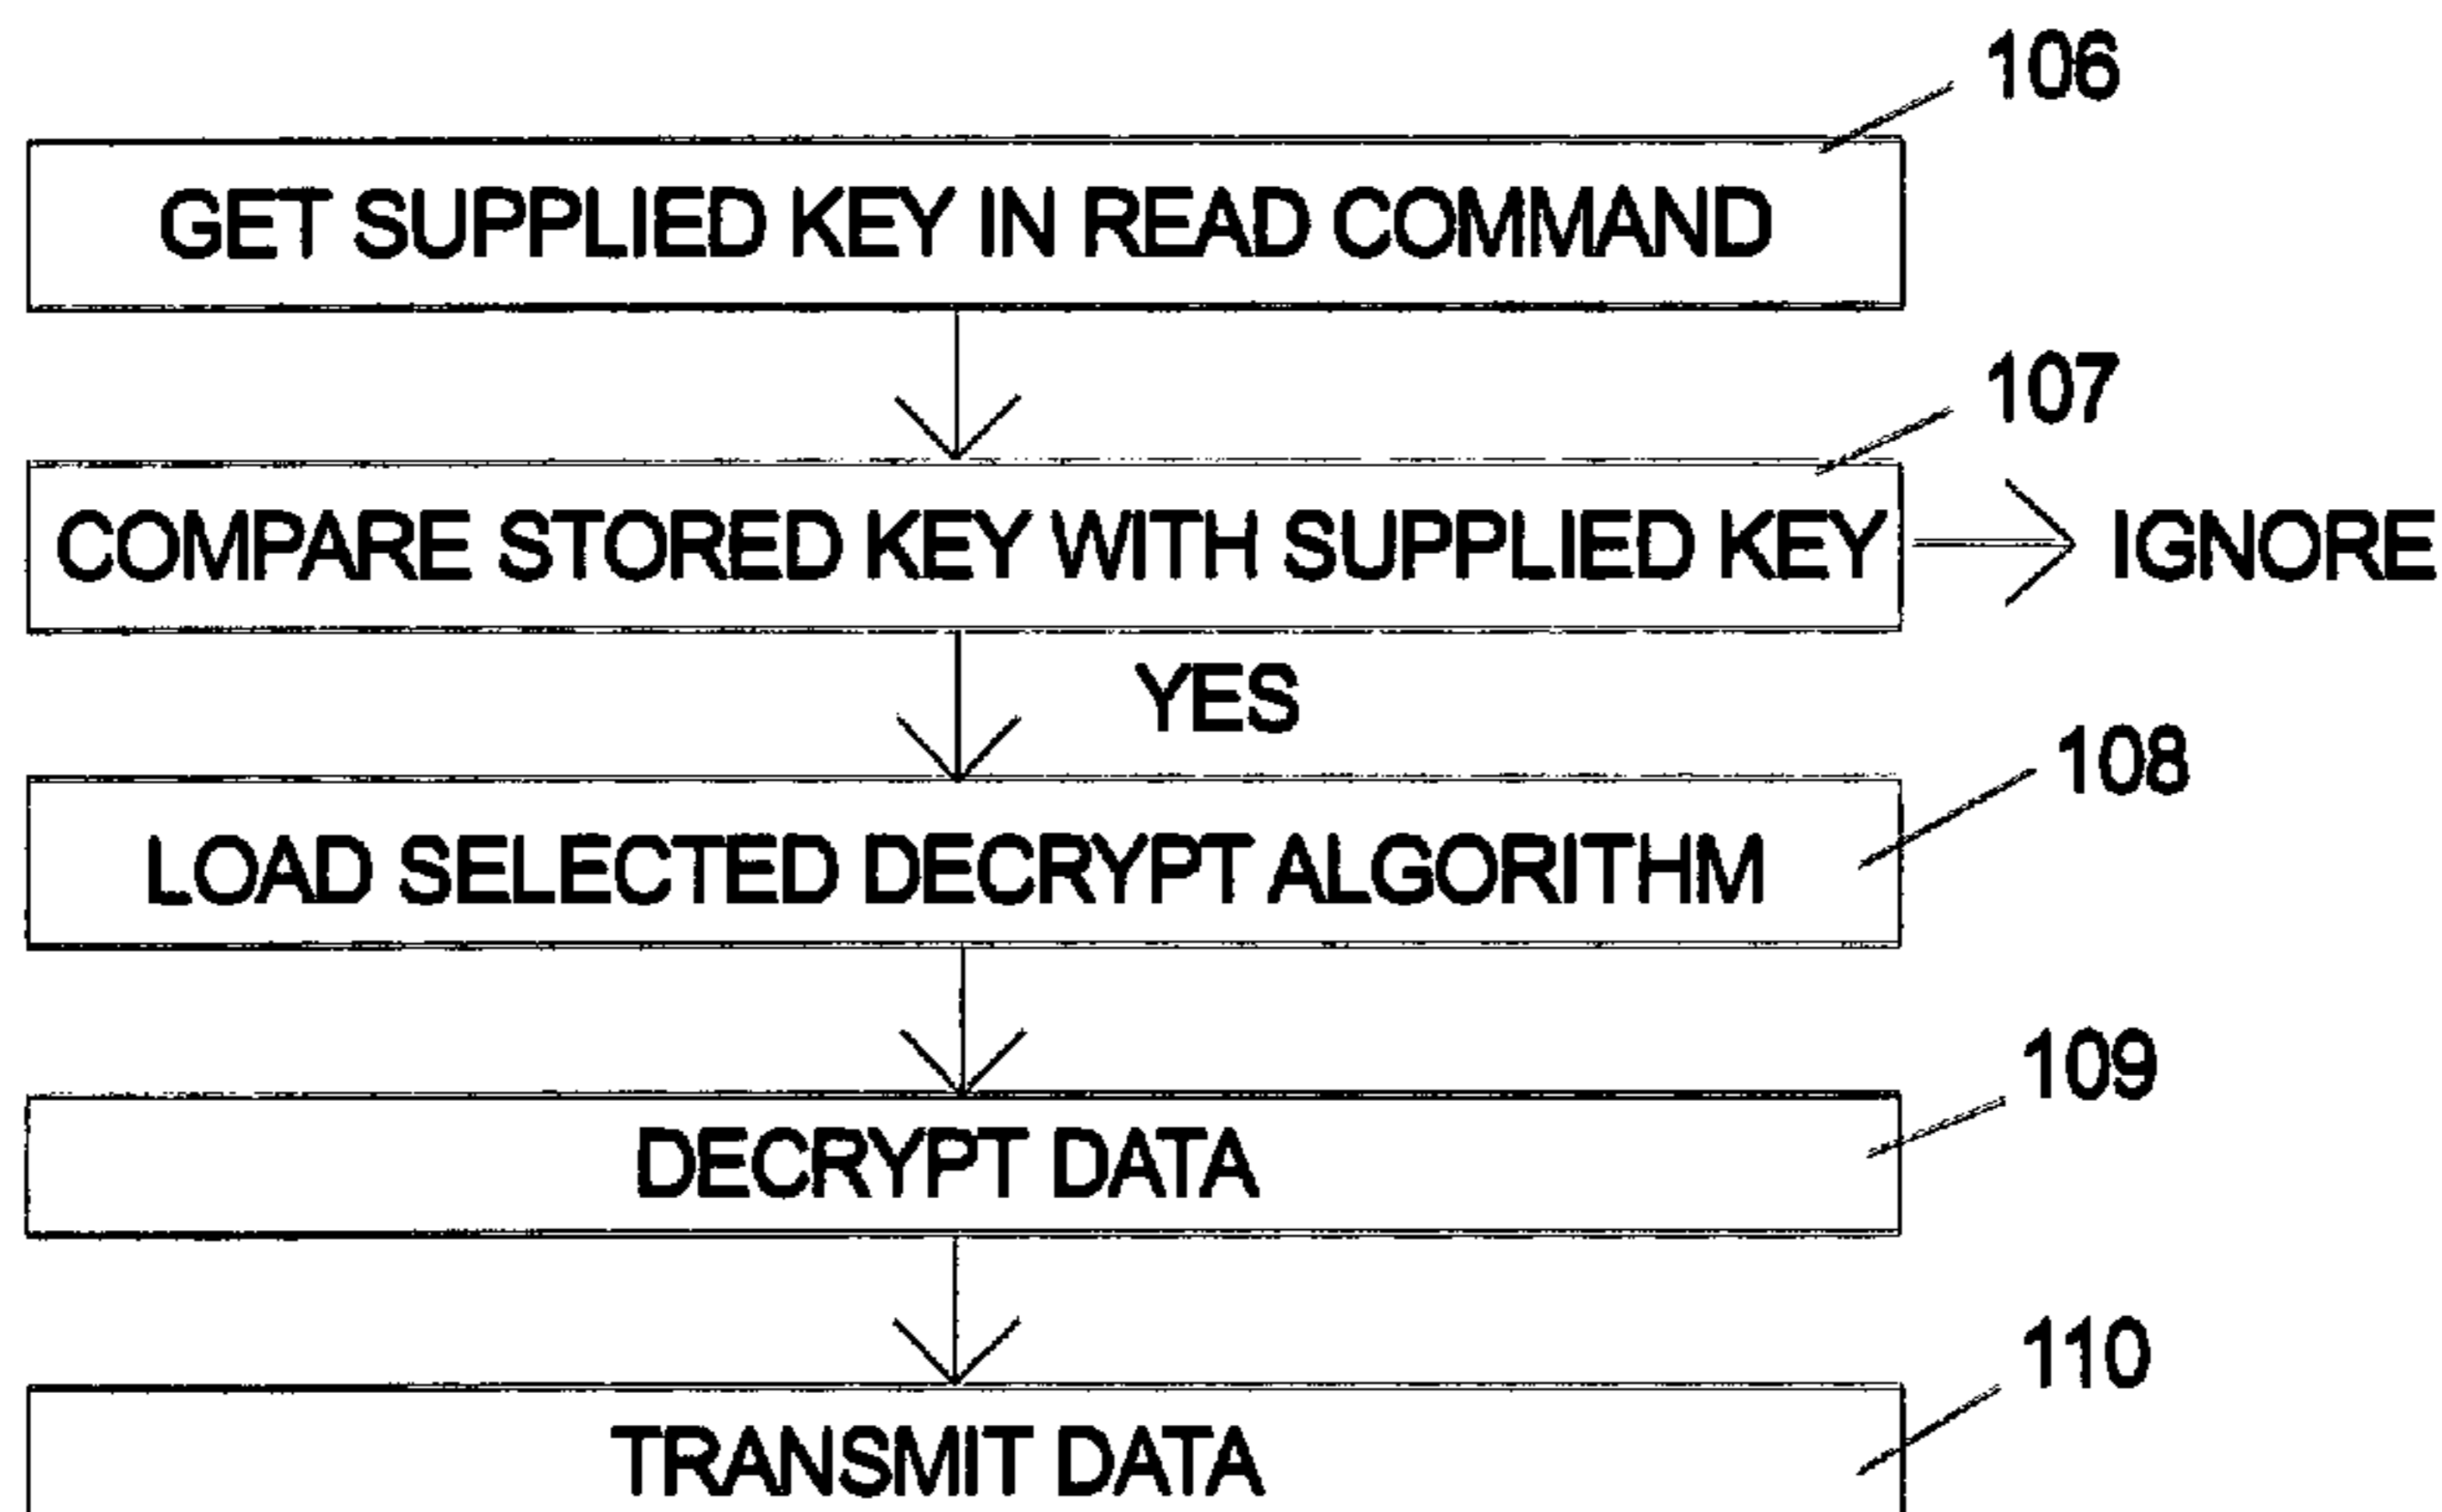 106
GET SUPPLIED KEY IN READ COMMAND
107
COMPARE STORED KEY WITH SUPPLIED KEY
IGNORE
YES
108
LOAD SELECTED DECRYPT ALGORITHM
109
DECRYPT DATA
110
TRANSMIT DATA